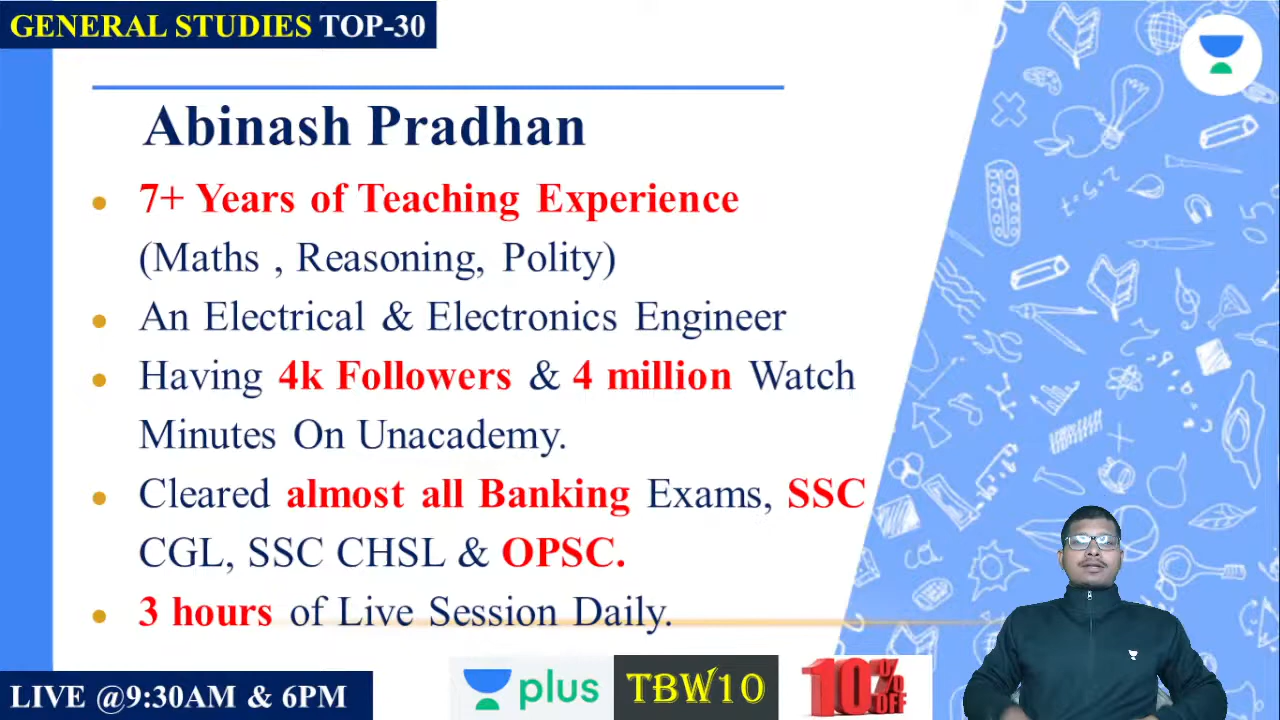 GENERAL STUDIES TOP-30
Abinash Pradhan
7+ Years of Teaching Experience
(Maths , Reasoning, Polity)
An Electrical & Electronics Engineer
Having 4k Followers & 4 million Watch
Minutes On Unacademy.
Cleared almost all Banking Exams, SSC
CGL, SSC CHSL & OPSC.
3 hours of Live Session Daily.
LIVE @9:30AM & 6PM
plus
TBW10
10% OFF